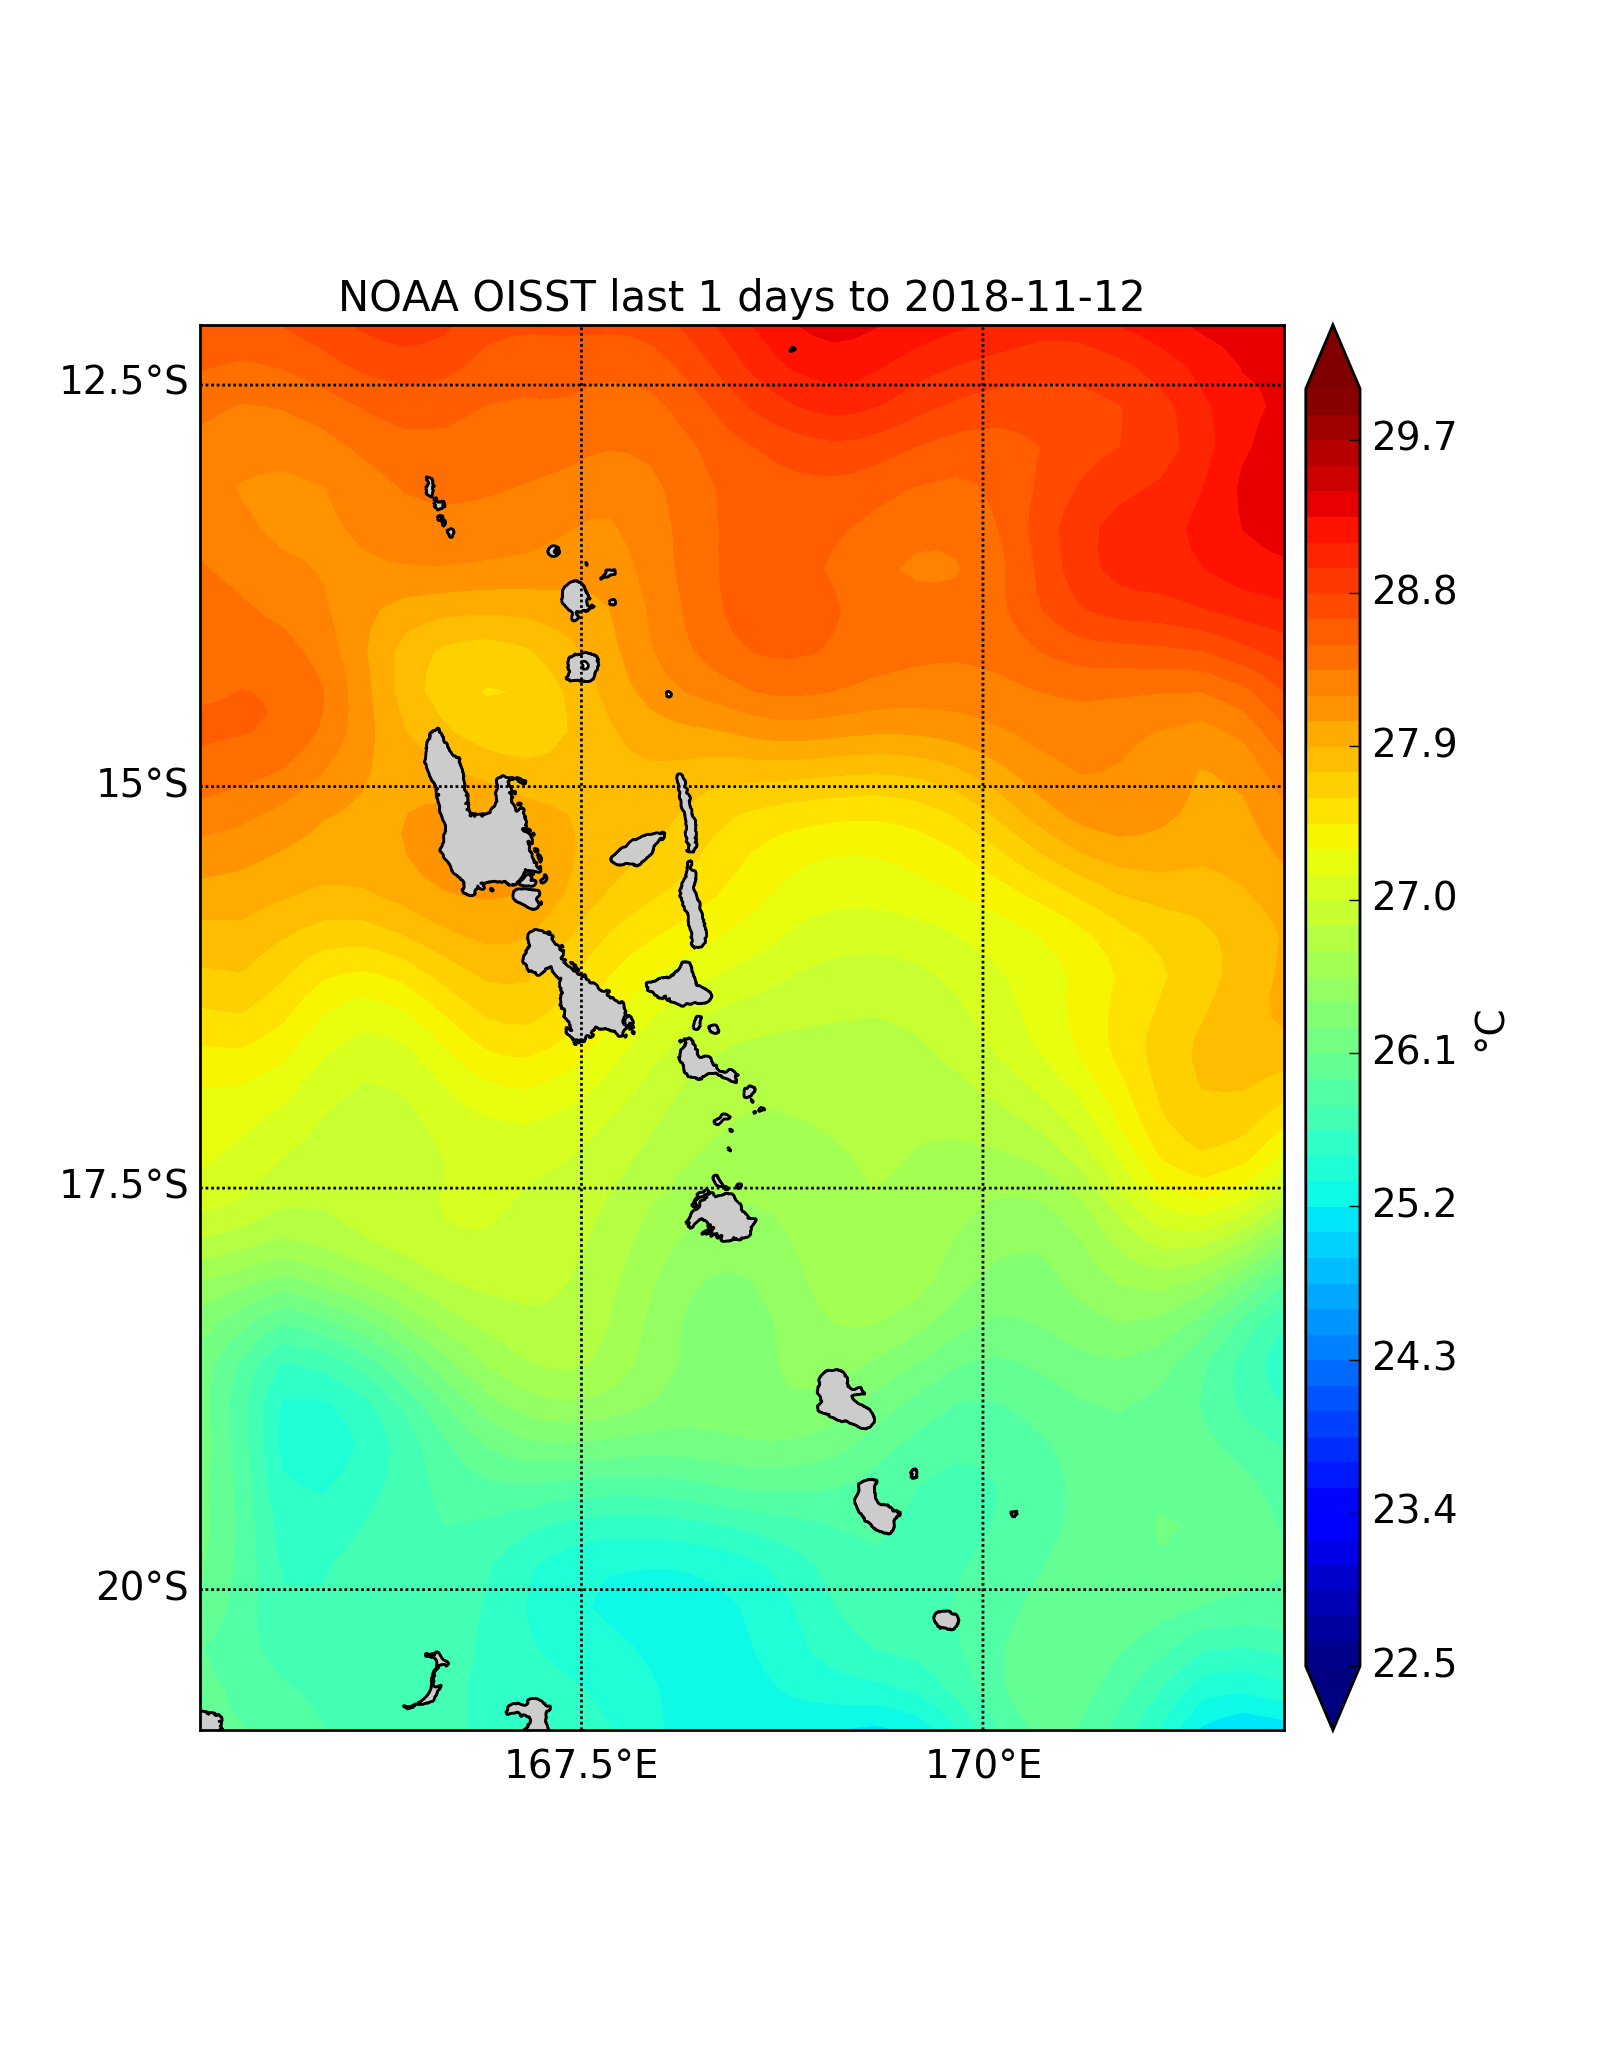 NOAA OISST last 1 days to 2018-11-12
12.5°S
15°S
17.5°S
20°S
167.5°E
170°E
29.7
28.8
27.9
27.0
26.1
25.2
24.3
23.4
22.5
°C